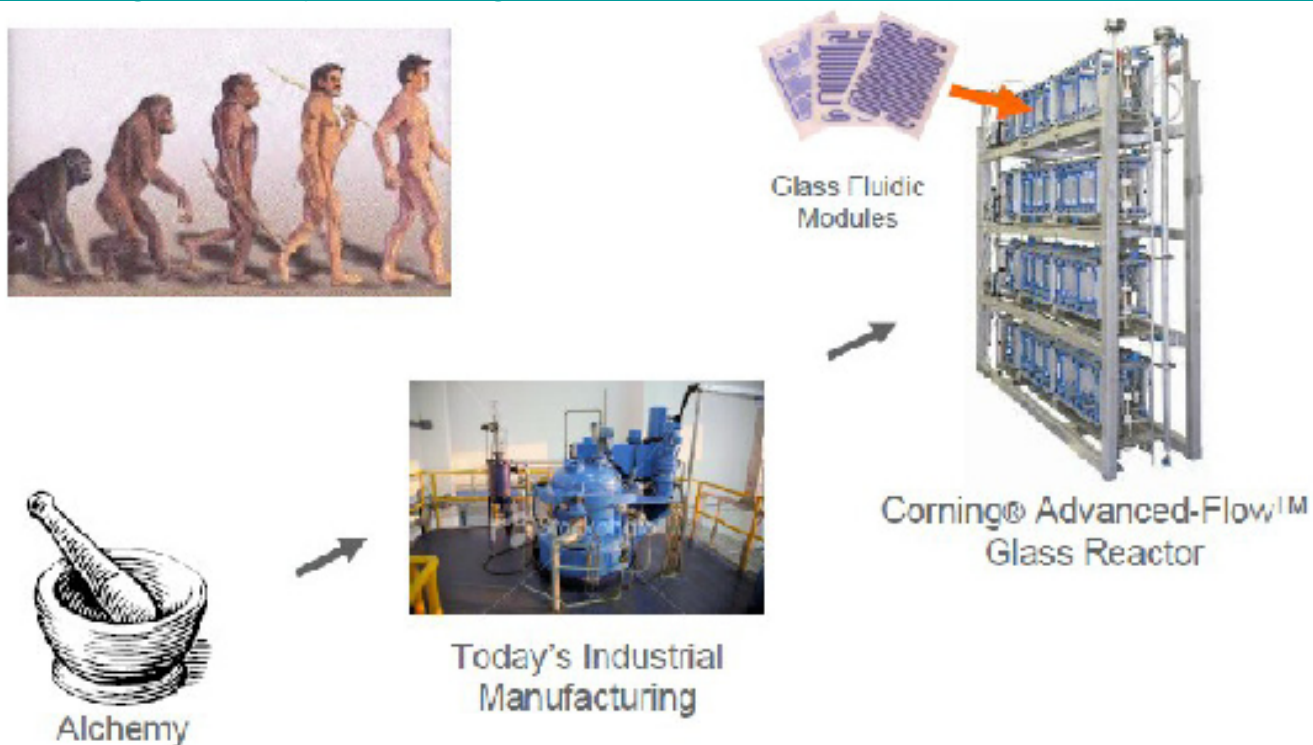 Glass Fluidic
Modules
Corning® Advanced-Flow™
Glass Reactor
Today's Industrial
Manufacturing
Alchemy